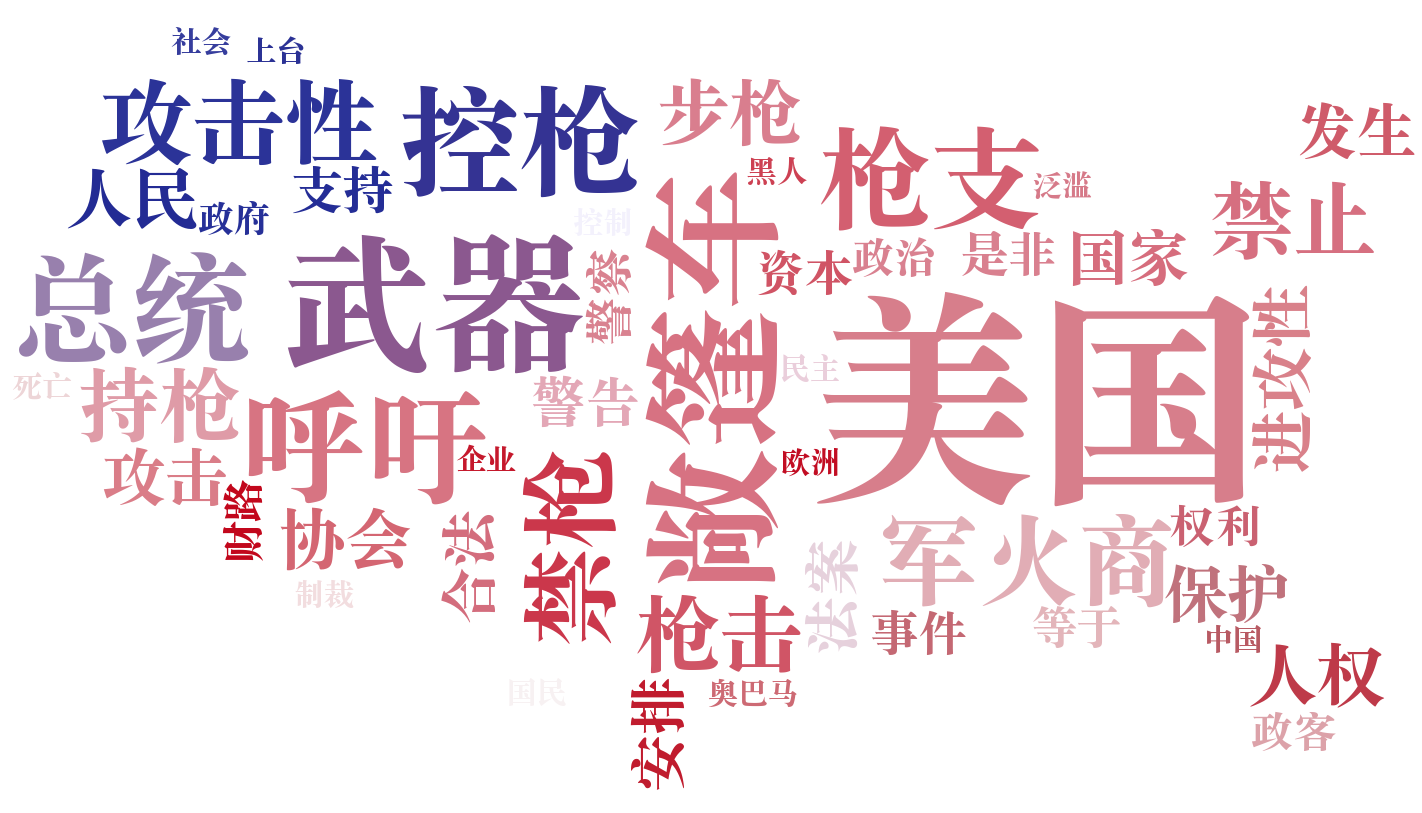 社会
上台
攻击性
控枪
步枪
发生
枪支
黑人
人民
支持
泛滥
政府
禁止
控制
敞篷车
总统
武器
警察
资本
政治
是非
国家
美国
进攻性
死亡
持枪
呼吁
警告
民主
攻击
企业
欧洲
财路
协会
合法
禁枪
军火商
权利
法案
保护
制裁
枪击
事件
等于
中国
人权
国民
安排
奥巴马
政客